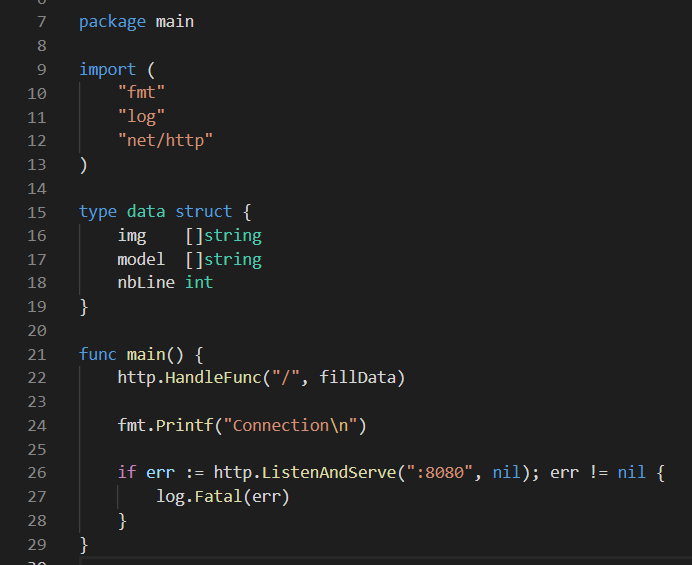 7 package main
8
9 import (
10 "fmt"
11 "log"
12 "net/http"
13 )
14
15 type data struct {
16 img []string
17 model []string
18 nbLine int
19 }
20
21 func main() {
22 http.HandleFunc("/", fillData)
23
24 fmt.Printf("Connection\n")
25
26 if err := http.ListenAndServe(":8080", nil); err != nil {
27 log.Fatal(err)
28 }
29 }